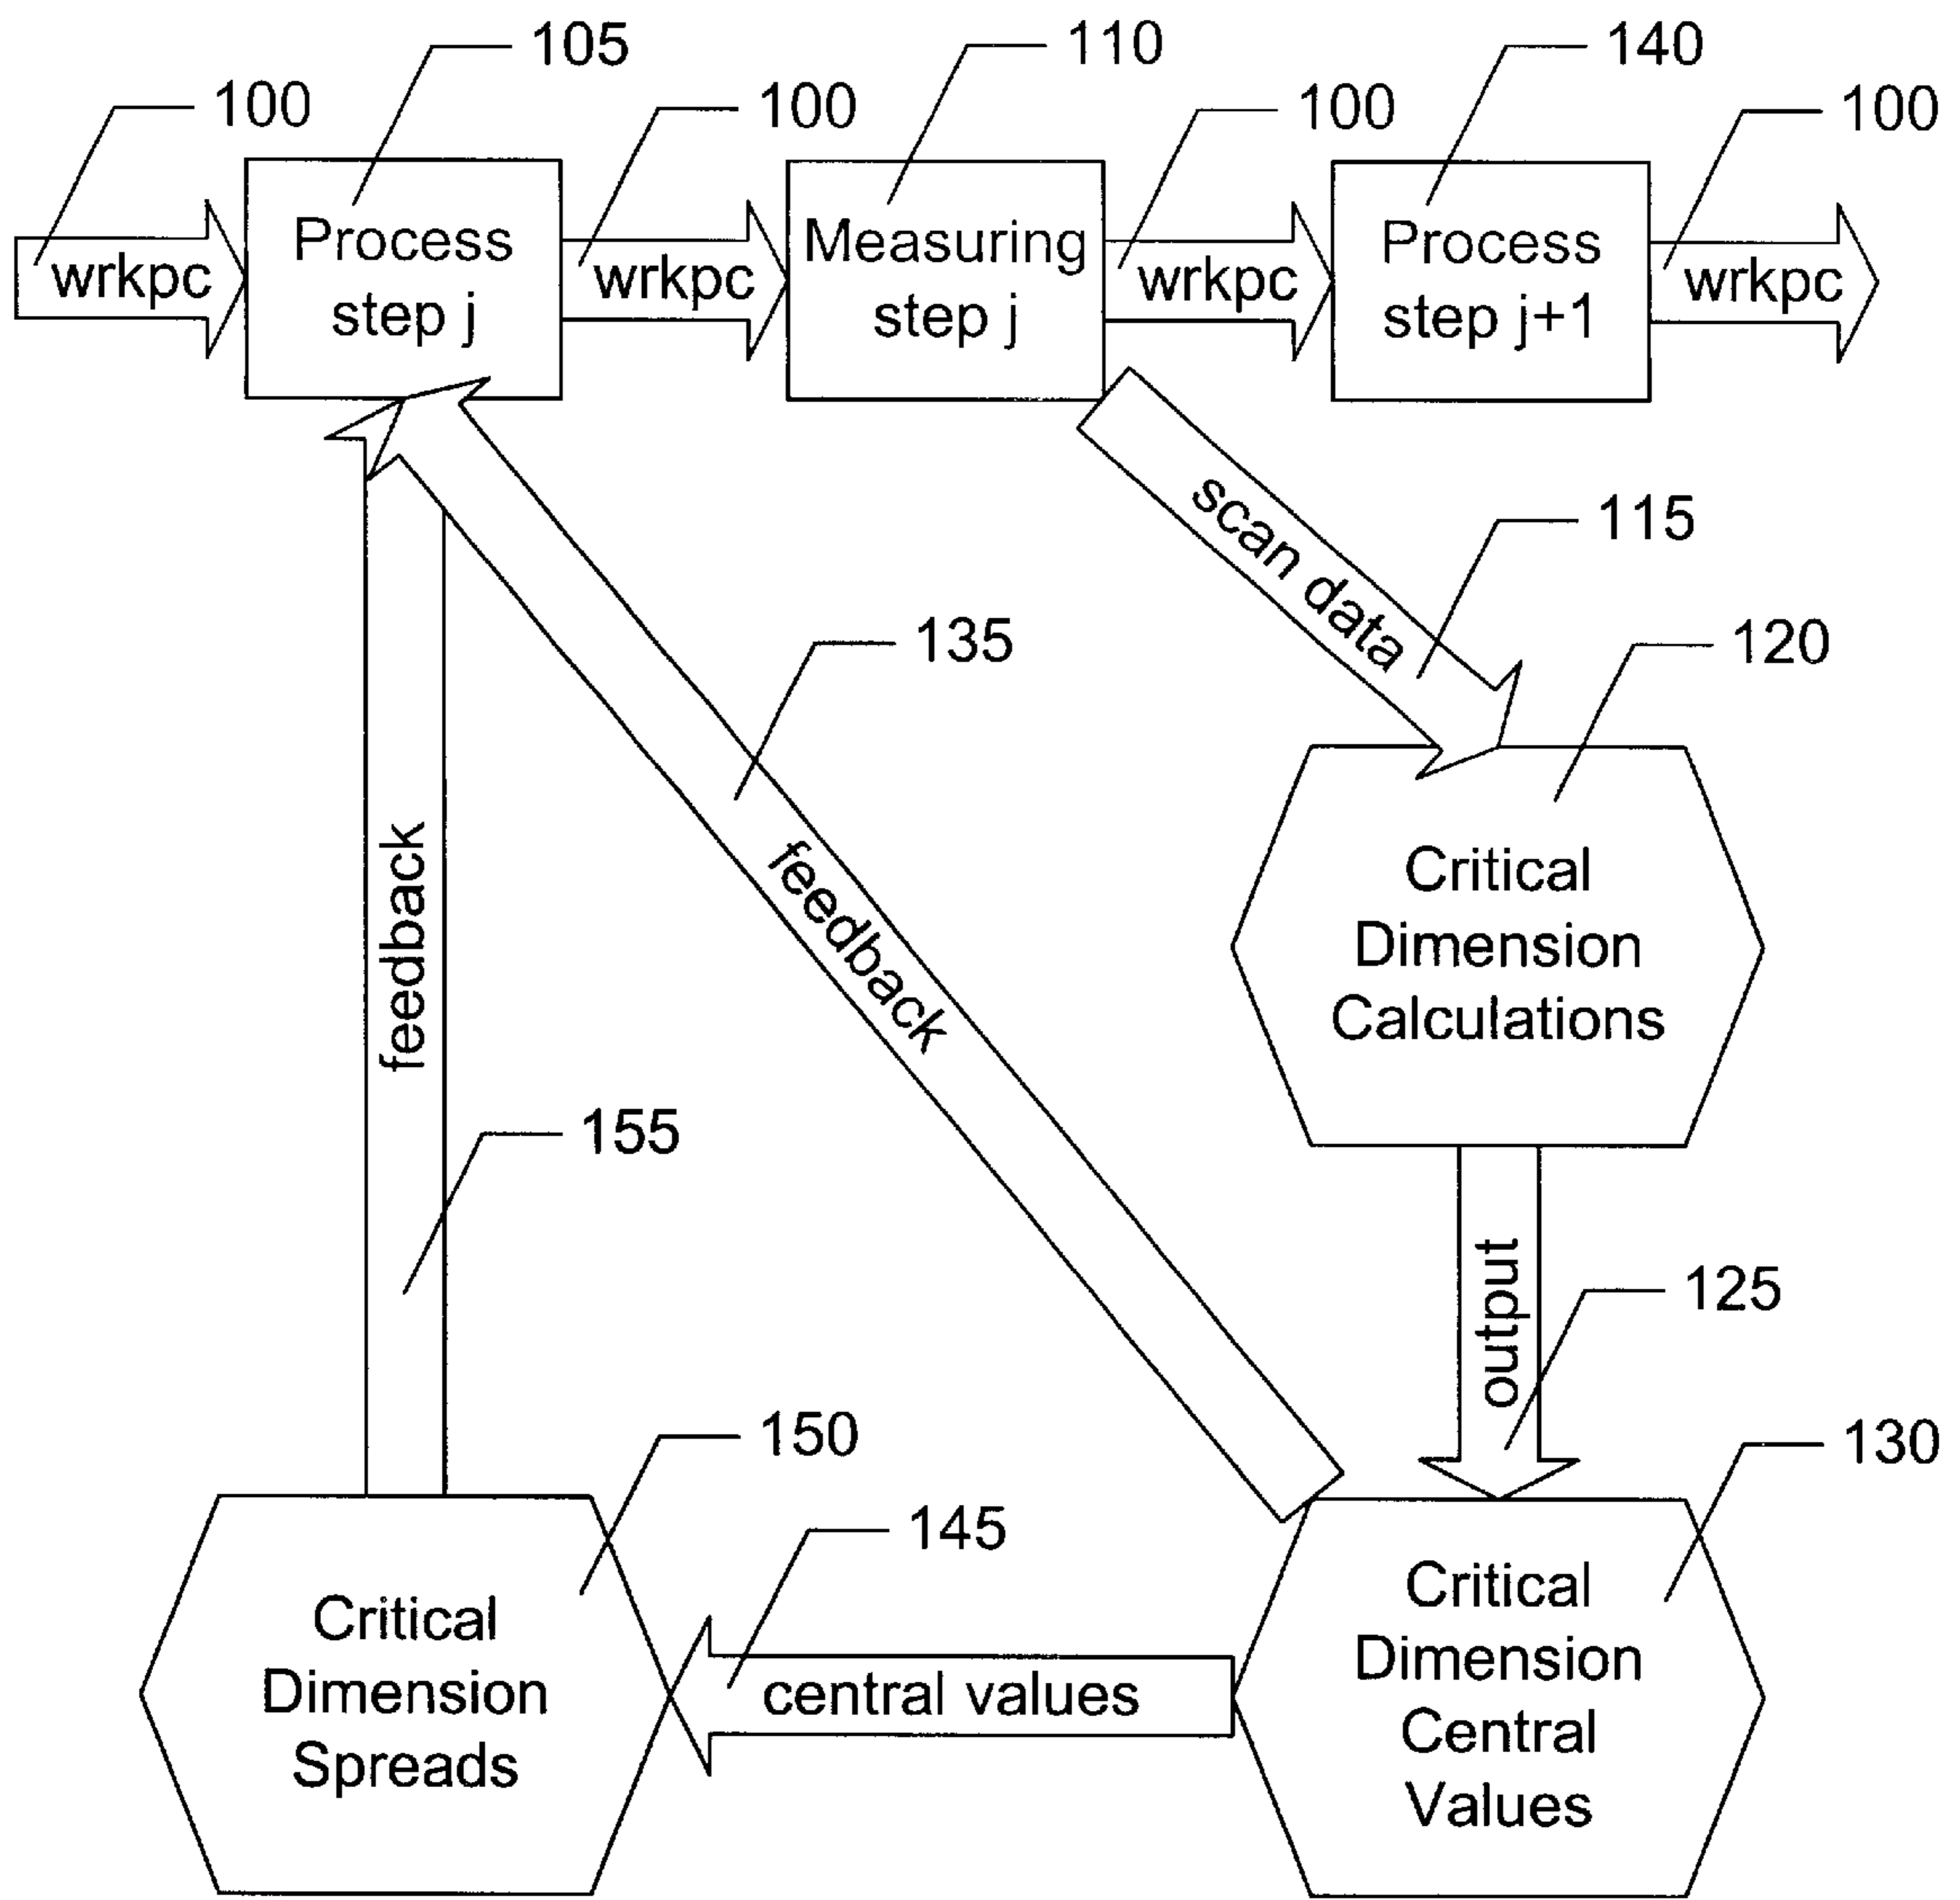 105
110
140
100
100
100
100
Process
step j
Measuring
step j
Process
step j+1
wrkpc
wrkpc
wrkpc
wrkpc
scan data
115
120
135
feedback
feedback
Critical
Dimension
Calculations
155
output
125
150
130
145
Critical
Dimension
Spreads
central values
Critical
Dimension
Central
Values